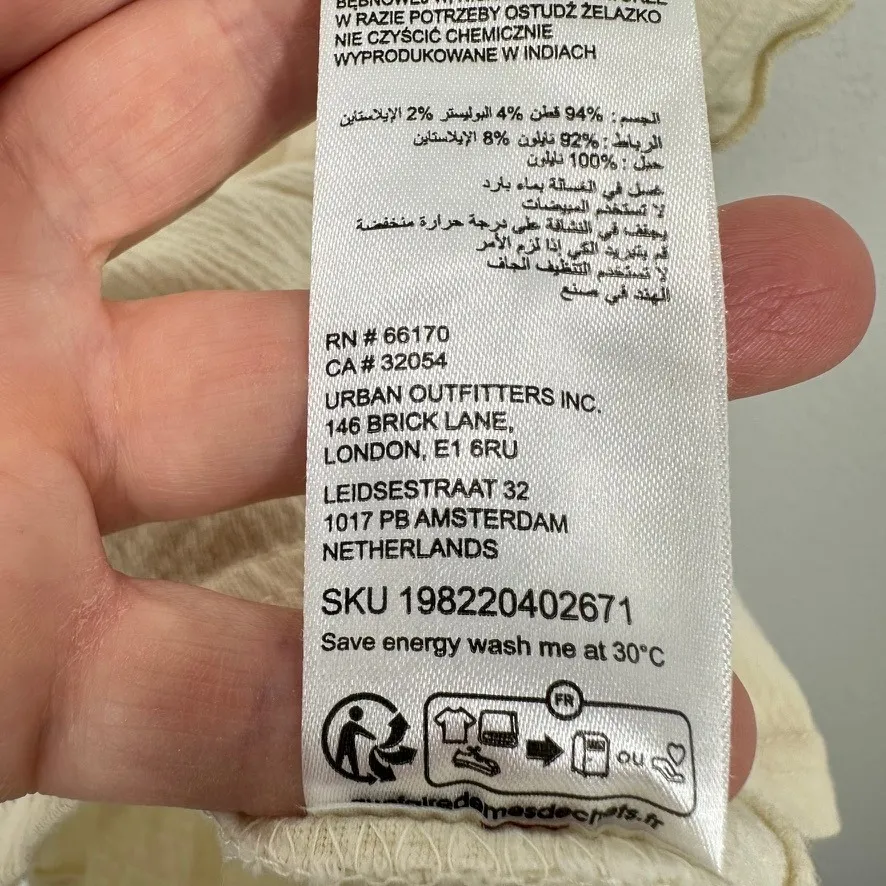 W RAZIE POTRZEBY OSTUDŹ ŻELAZKO
NIE CZYŚCIĆ CHEMICZNIE
WYPRODUKOWANE W INDIACH
الجسم : 94% قطن 4% البوليستر 2% الإيلاستاين
الرباط : 92% نايلون 8% الإيلاستاين
حبل : 100% نايلون
غسل في الغسالة بماء بارد
لا تستخدم المبيضات
يجفف في النشافة على درجة حرارة منخفضة
قم بتبريد الكي إذا لزم الأمر
لا تستخدم التنظيف الجاف
الهند في صنع
RN # 66170
CA # 32054
URBAN OUTFITTERS INC.
146 BRICK LANE,
LONDON, E1 6RU
LEIDSESTRAAT 32
1017 PB AMSTERDAM
NETHERLANDS
SKU 198220402671
Save energy wash me at 30°C
FR
ou
quefairedemesdechets.fr